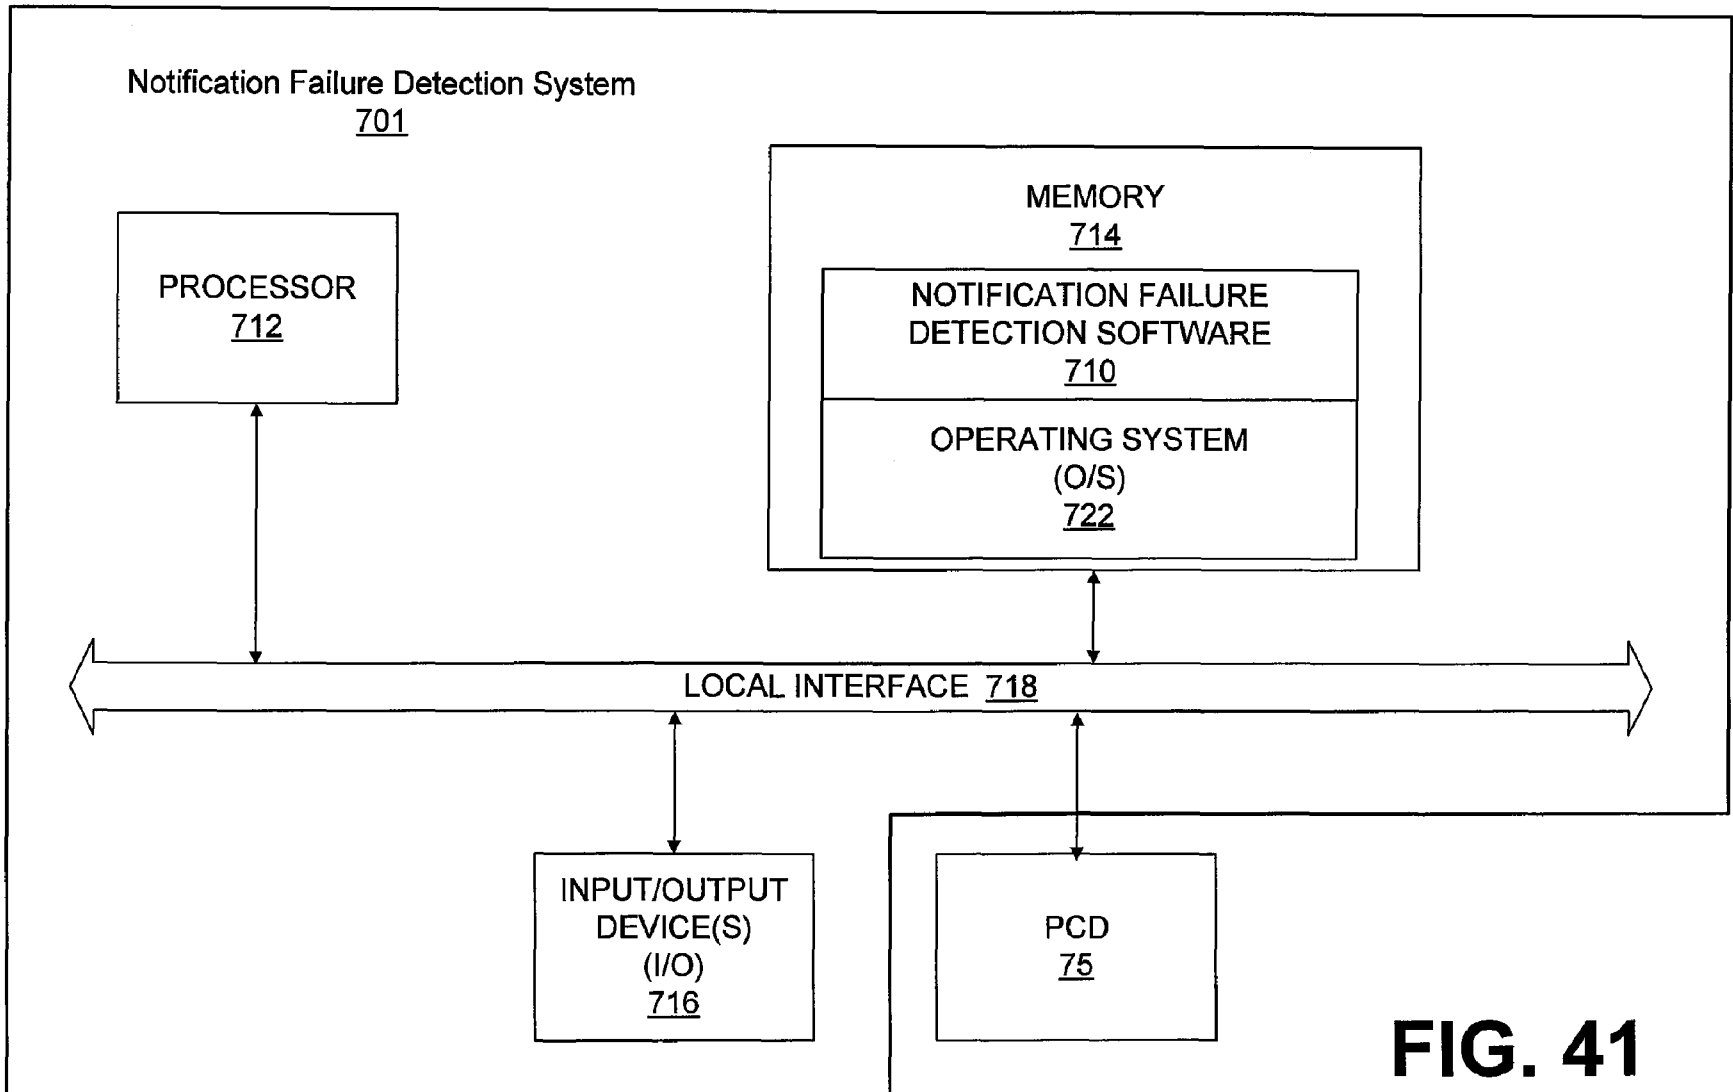 Notification Failure Detection System
701
MEMORY
714
PROCESSOR
712
NOTIFICATION FAILURE
DETECTION SOFTWARE
710
OPERATING SYSTEM
(O/S)
722
LOCAL INTERFACE 718
INPUT/OUTPUT
DEVICE(S)
(I/O)
716
PCD
75
FIG. 41